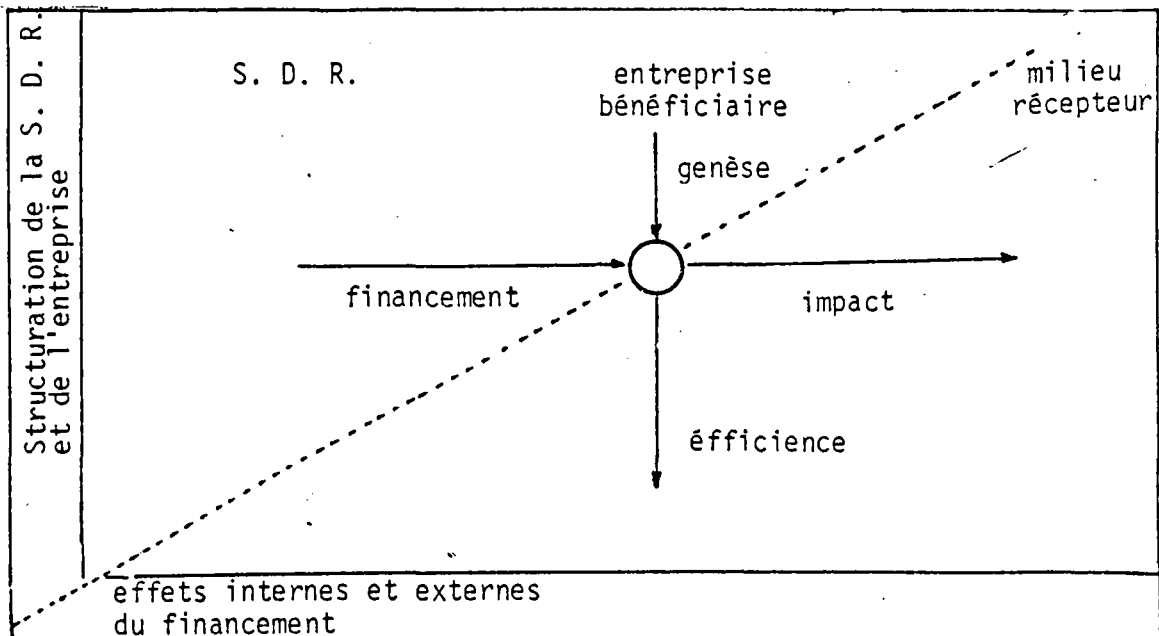 Structuration de la S. D. R.
et de l'entreprise
S. D. R.
entreprise
bénéficiaire
milieu
récepteur
genèse
financement
impact
éfficience
effets internes et externes
du financement